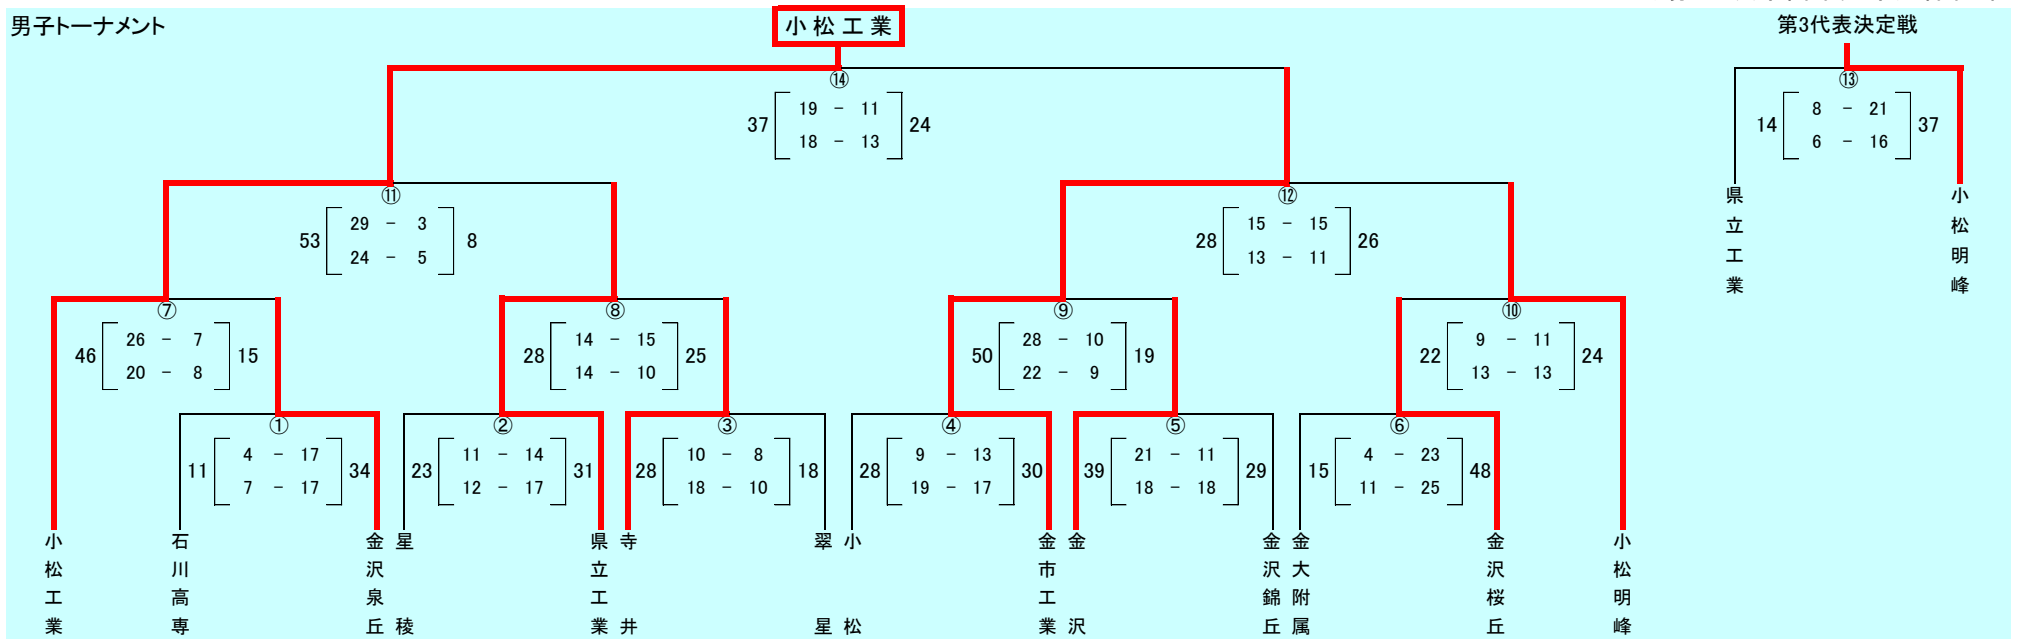 男子トーナメント
小松工業
第3代表決定戦
⑭
37 19 - 11 24
18 - 13
⑬
14 8 - 21 37
6 - 16
県立工業
小松明峰
⑪
53 29 - 3 8
24 - 5
⑫
28 15 - 15 26
13 - 11
⑦
46 26 - 7 15
20 - 8
⑧
28 14 - 15 25
14 - 10
⑨
50 28 - 10 19
22 - 9
⑩
22 9 - 11 24
13 - 13
①
11 4 - 17 34
7 - 17
②
23 11 - 14 31
12 - 17
③
28 10 - 8 18
18 - 10
④
28 9 - 13 30
19 - 17
⑤
39 21 - 11 29
18 - 18
⑥
15 4 - 23 48
11 - 25
小松工業
石川高専
金沢泉丘
星稜
県立工業
寺井
翠星
小松
金市工業
金沢
金沢錦丘
金大附属
金沢桜丘
小松明峰